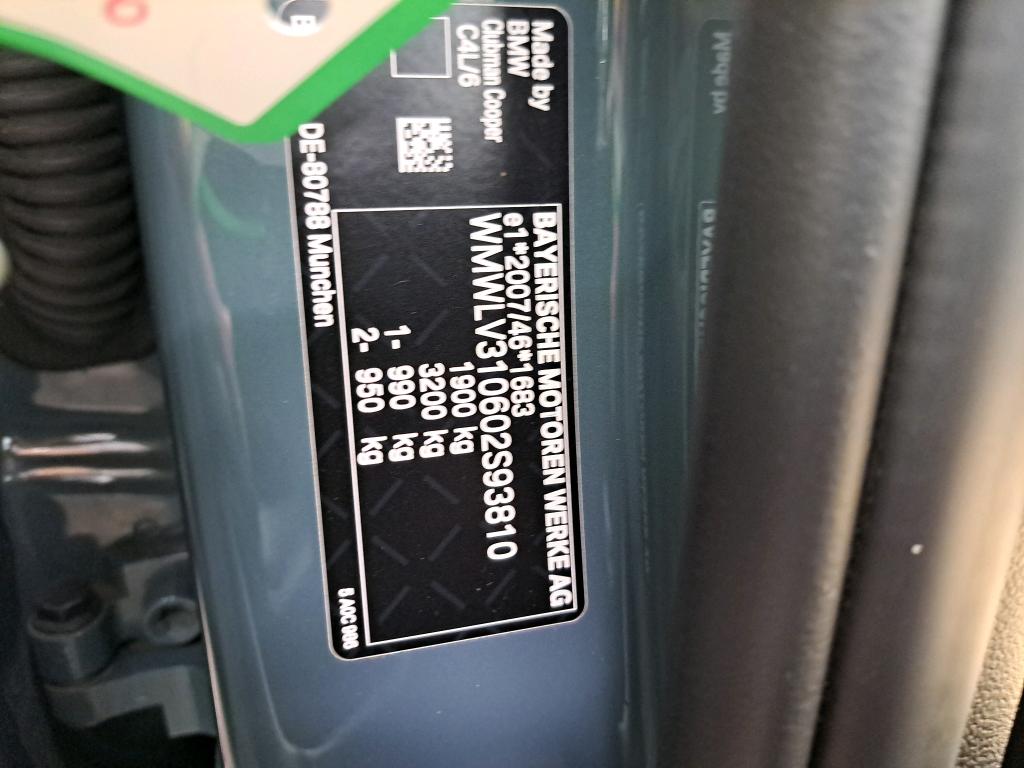 Made by
BMW
Clubman Cooper
C4L/6
BAYERISCHE MOTOREN WERKE AG
e1*2007/46*1683
WMWLV310602S93810
1900 kg
3200 kg
1- 990 kg
2- 950 kg
DE-80788 Munchen
B